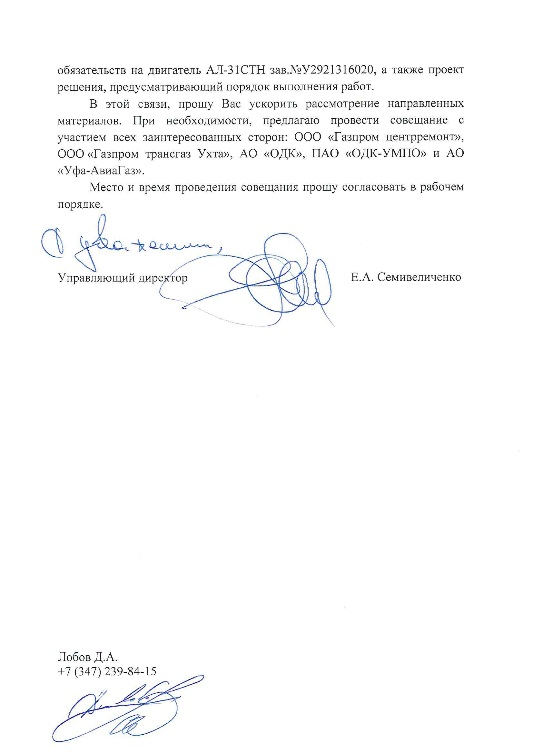 обязательств на двигатель АЛ-31СТН зав.№У2921316020, а также проект
решения, предусматривающий порядок выполнения работ.
В этой связи, прошу Вас ускорить рассмотрение направленных
материалов. При необходимости, предлагаю провести совещание с
участием всех заинтересованных сторон: ООО «Газпром центрремонт»,
ООО «Газпром трансгаз Ухта», АО «ОДК», ПАО «ОДК-УМПО» и АО
«Уфа-АвиаГаз».
Место и время проведения совещания прошу согласовать в рабочем
порядке.
С уважением,
Управляющий директор Е.А. Семивеличенко
Лобов Д.А.
+7 (347) 239-84-15